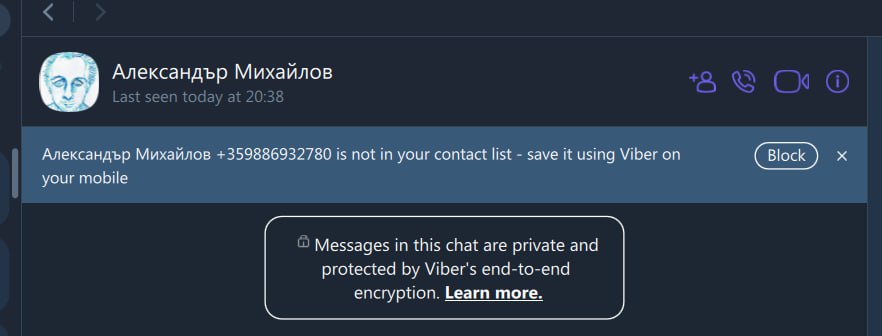 Александър Михайлов
Last seen today at 20:38
Александър Михайлов +359886932780 is not in your contact list - save it using Viber on
your mobile
Block
Messages in this chat are private and
protected by Viber's end-to-end
encryption. Learn more.